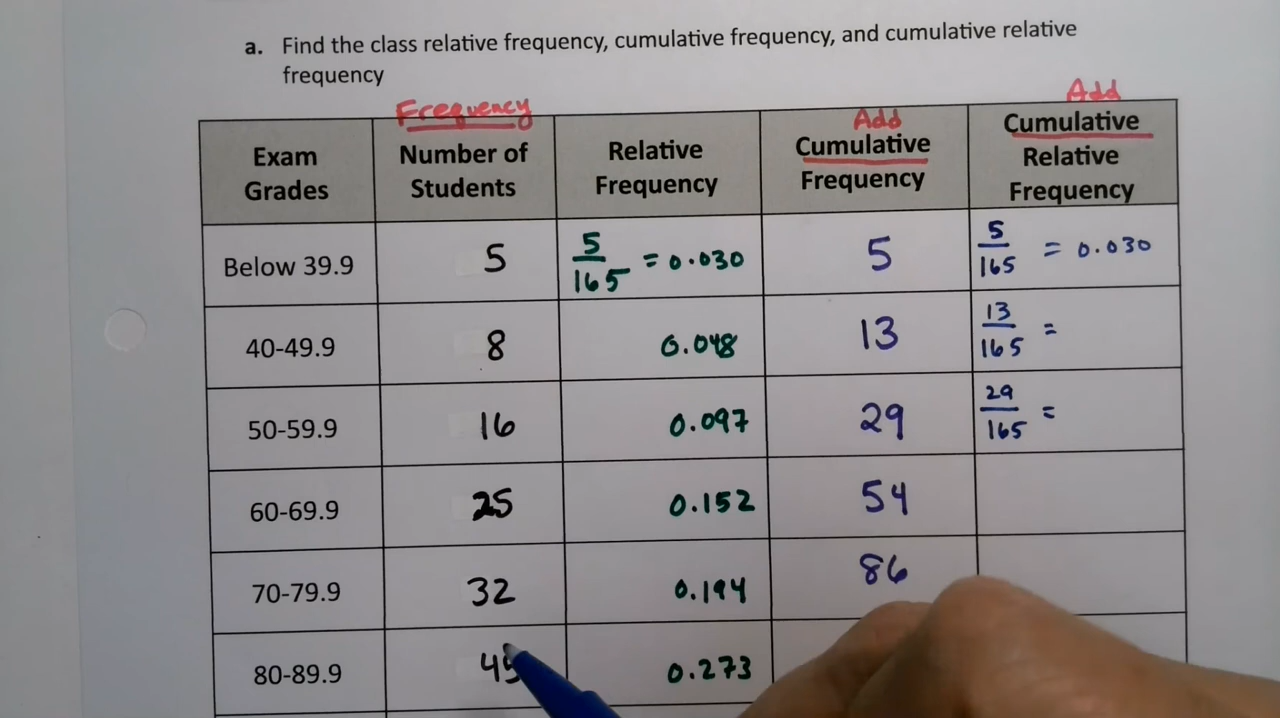 a. Find the class relative frequency, cumulative frequency, and cumulative relative
frequency
Frequency
Add
Add
Exam Grades
Number of Students
Relative Frequency
Cumulative Frequency
Cumulative Relative Frequency
Below 39.9 5 5/165 = 0.030 5 5/165 = 0.030
40-49.9 8 0.048 13 13/165 =
50-59.9 16 0.097 29 29/165 =
60-69.9 25 0.152 54
70-79.9 32 0.194 86
80-89.9 45 0.273